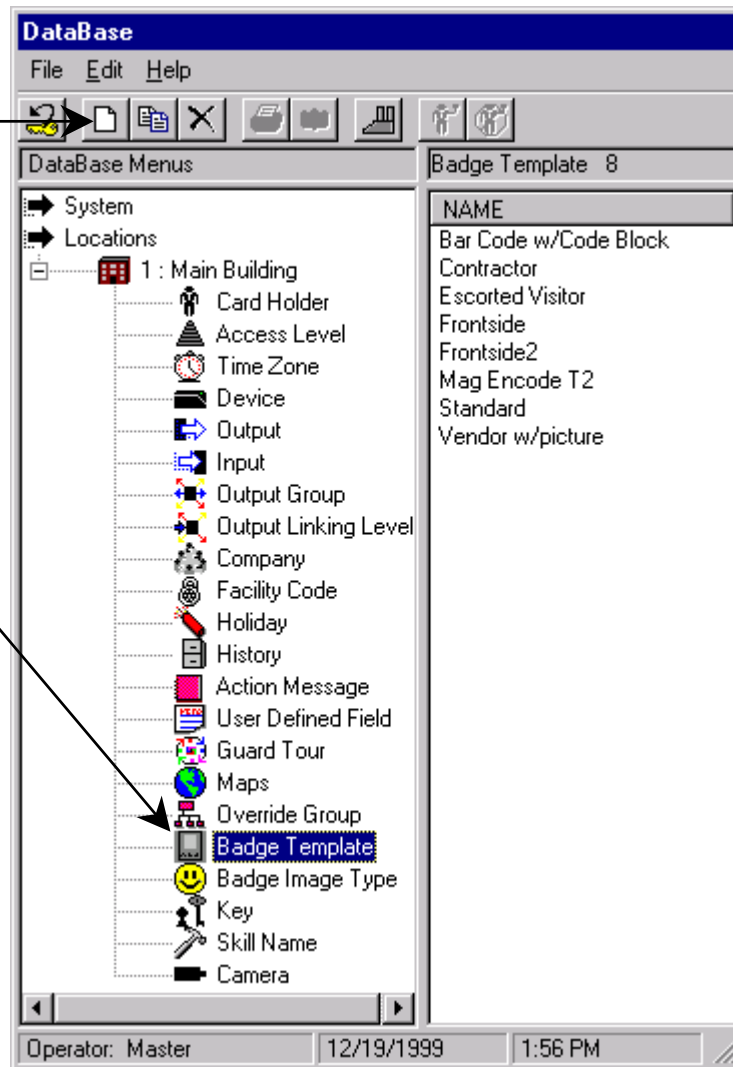 DataBase
File Edit Help
DataBase Menus
Badge Template 8
System
Locations
1 : Main Building
Card Holder
Access Level
Time Zone
Device
Output
Input
Output Group
Output Linking Level
Company
Facility Code
Holiday
History
Action Message
User Defined Field
Guard Tour
Maps
Override Group
Badge Template
Badge Image Type
Key
Skill Name
Camera
NAME
Bar Code w/Code Block
Contractor
Escorted Visitor
Frontside
Frontside2
Mag Encode T2
Standard
Vendor w/picture
Operator: Master
12/19/1999
1:56 PM